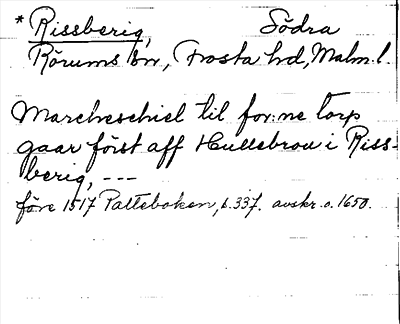 * Rissberig, Södra
Rörums sn, Frosta hd, Malm. l.
Marcheschiel til for:ne torp
gaar först aff Hullebrou i Riss-
berig, ---
före 1517 Palteboken, s. 337. avskr. o. 1650.